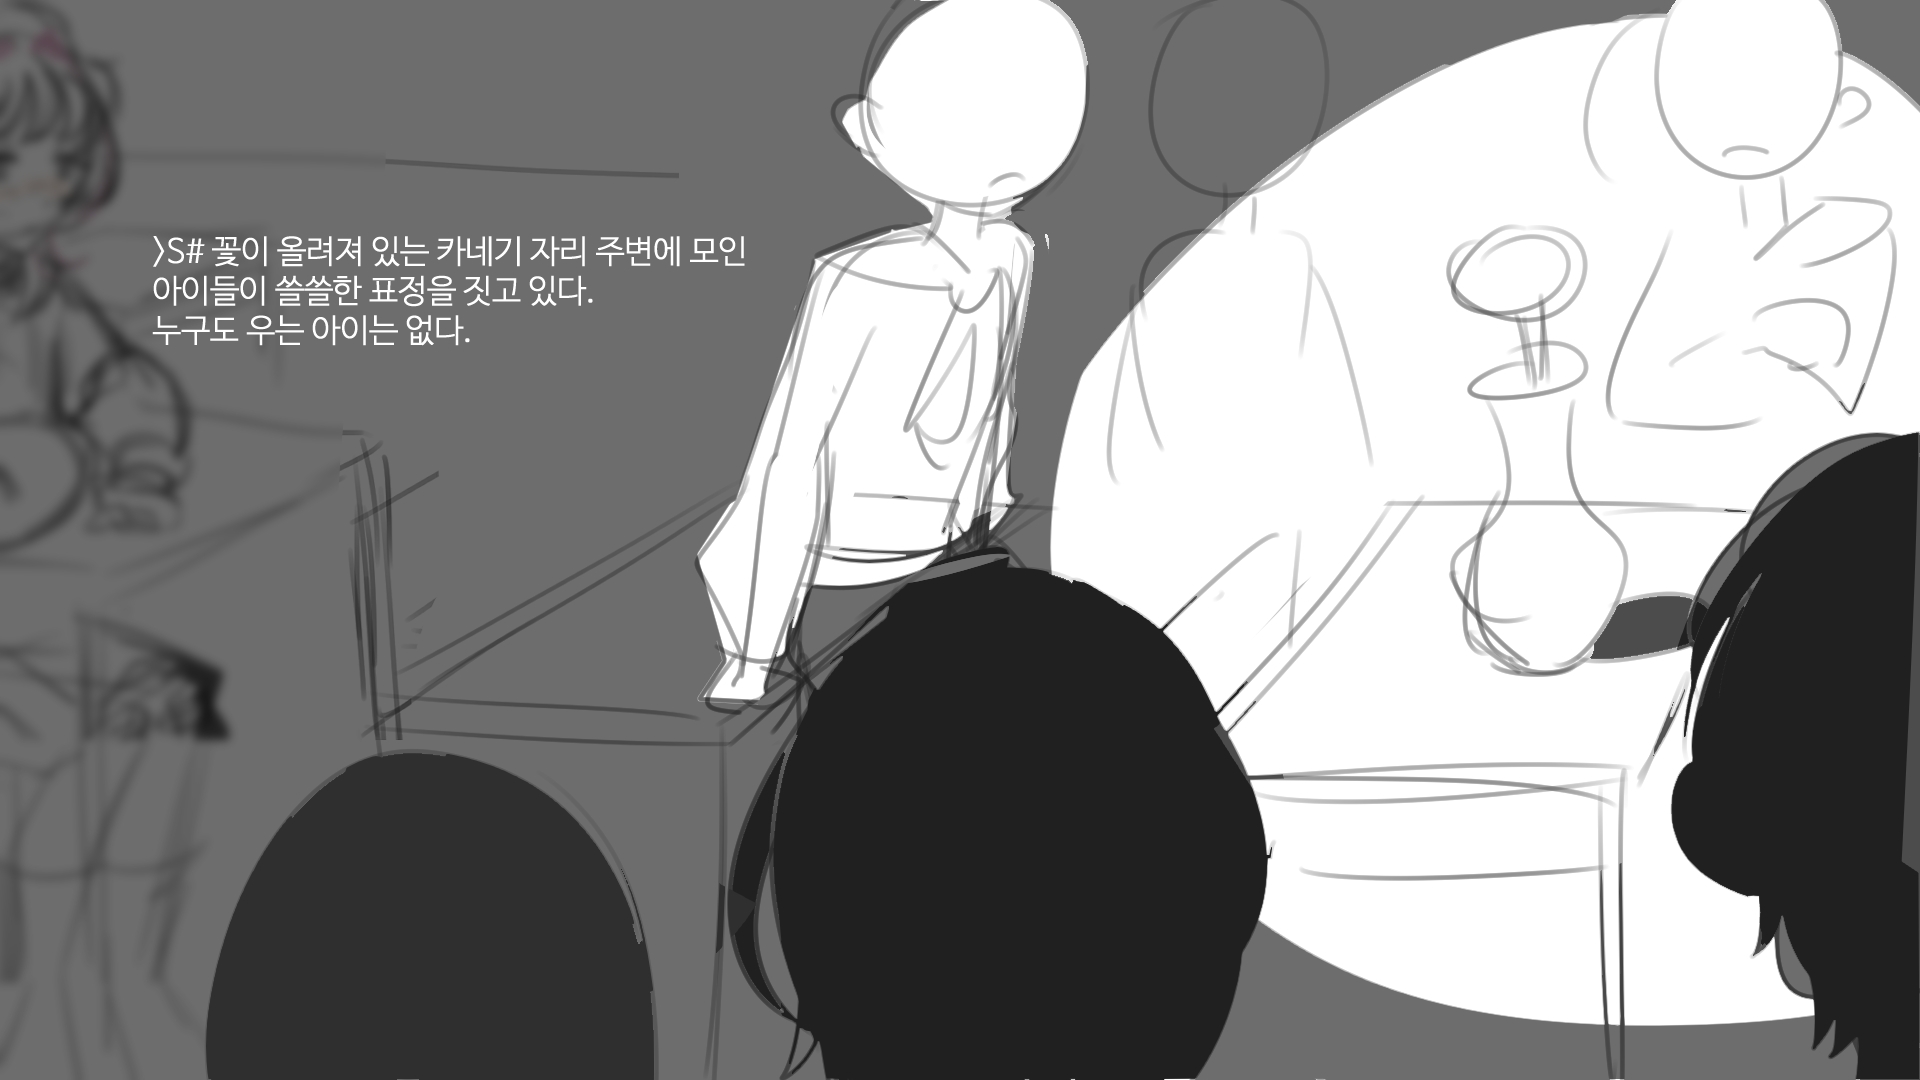 >S# 꽃이 올려져 있는 카네기 자리 주변에 모인
아이들이 쓸쓸한 표정을 짓고 있다.
누구도 우는 아이는 없다.